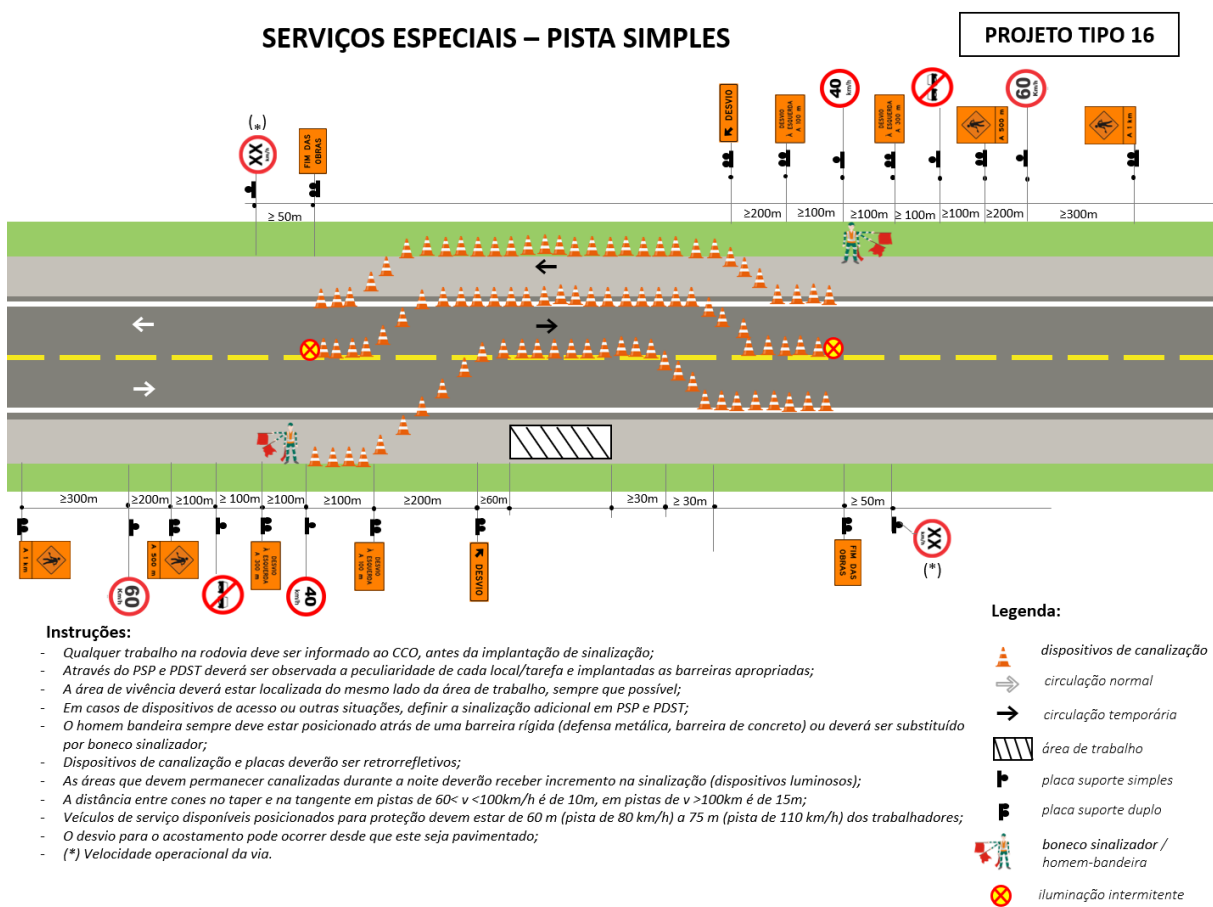 SERVIÇOS ESPECIAIS – PISTA SIMPLES
PROJETO TIPO 16
(*)
XX
km/h
FIM DAS
OBRAS
DESVIO
DESVIO
À ESQUERDA
A 100 m
40
km/h
DESVIO
À ESQUERDA
A 300 m
A 500 m
60
Km/h
A 1 km
≥ 50m
≥200m
≥100m
≥100m
≥ 100m
≥100m
≥200m
≥300m
≥300m
≥200m
≥100m
≥ 100m
≥100m
≥100m
≥200m
≥60m
≥30m
≥ 30m
≥ 50m
A 1 km
60
Km/h
A 500 m
DESVIO
À ESQUERDA
A 300 m
40
km/h
DESVIO
À ESQUERDA
A 100 m
DESVIO
FIM DAS
OBRAS
XX
km/h
(*)
Instruções:
- Qualquer trabalho na rodovia deve ser informado ao CCO, antes da implantação de sinalização;
- Através do PSP e PDST deverá ser observada a peculiaridade de cada local/tarefa e implantadas as barreiras apropriadas;
- A área de vivência deverá estar localizada do mesmo lado da área de trabalho, sempre que possível;
- Em casos de dispositivos de acesso ou outras situações, definir a sinalização adicional em PSP e PDST;
- O homem bandeira sempre deve estar posicionado atrás de uma barreira rígida (defensa metálica, barreira de concreto) ou deverá ser substituído
por boneco sinalizador;
- Dispositivos de canalização e placas deverão ser retrorrefletivos;
- As áreas que devem permanecer canalizadas durante a noite deverão receber incremento na sinalização (dispositivos luminosos);
- A distância entre cones no taper e na tangente em pistas de 60< v <100km/h é de 10m, em pistas de v >100km é de 15m;
- Veículos de serviço disponíveis posicionados para proteção devem estar de 60 m (pista de 80 km/h) a 75 m (pista de 110 km/h) dos trabalhadores;
- O desvio para o acostamento pode ocorrer desde que este seja pavimentado;
- (*) Velocidade operacional da via.
Legenda:
dispositivos de canalização
circulação normal
circulação temporária
área de trabalho
placa suporte simples
placa suporte duplo
boneco sinalizador /
homem-bandeira
iluminação intermitente